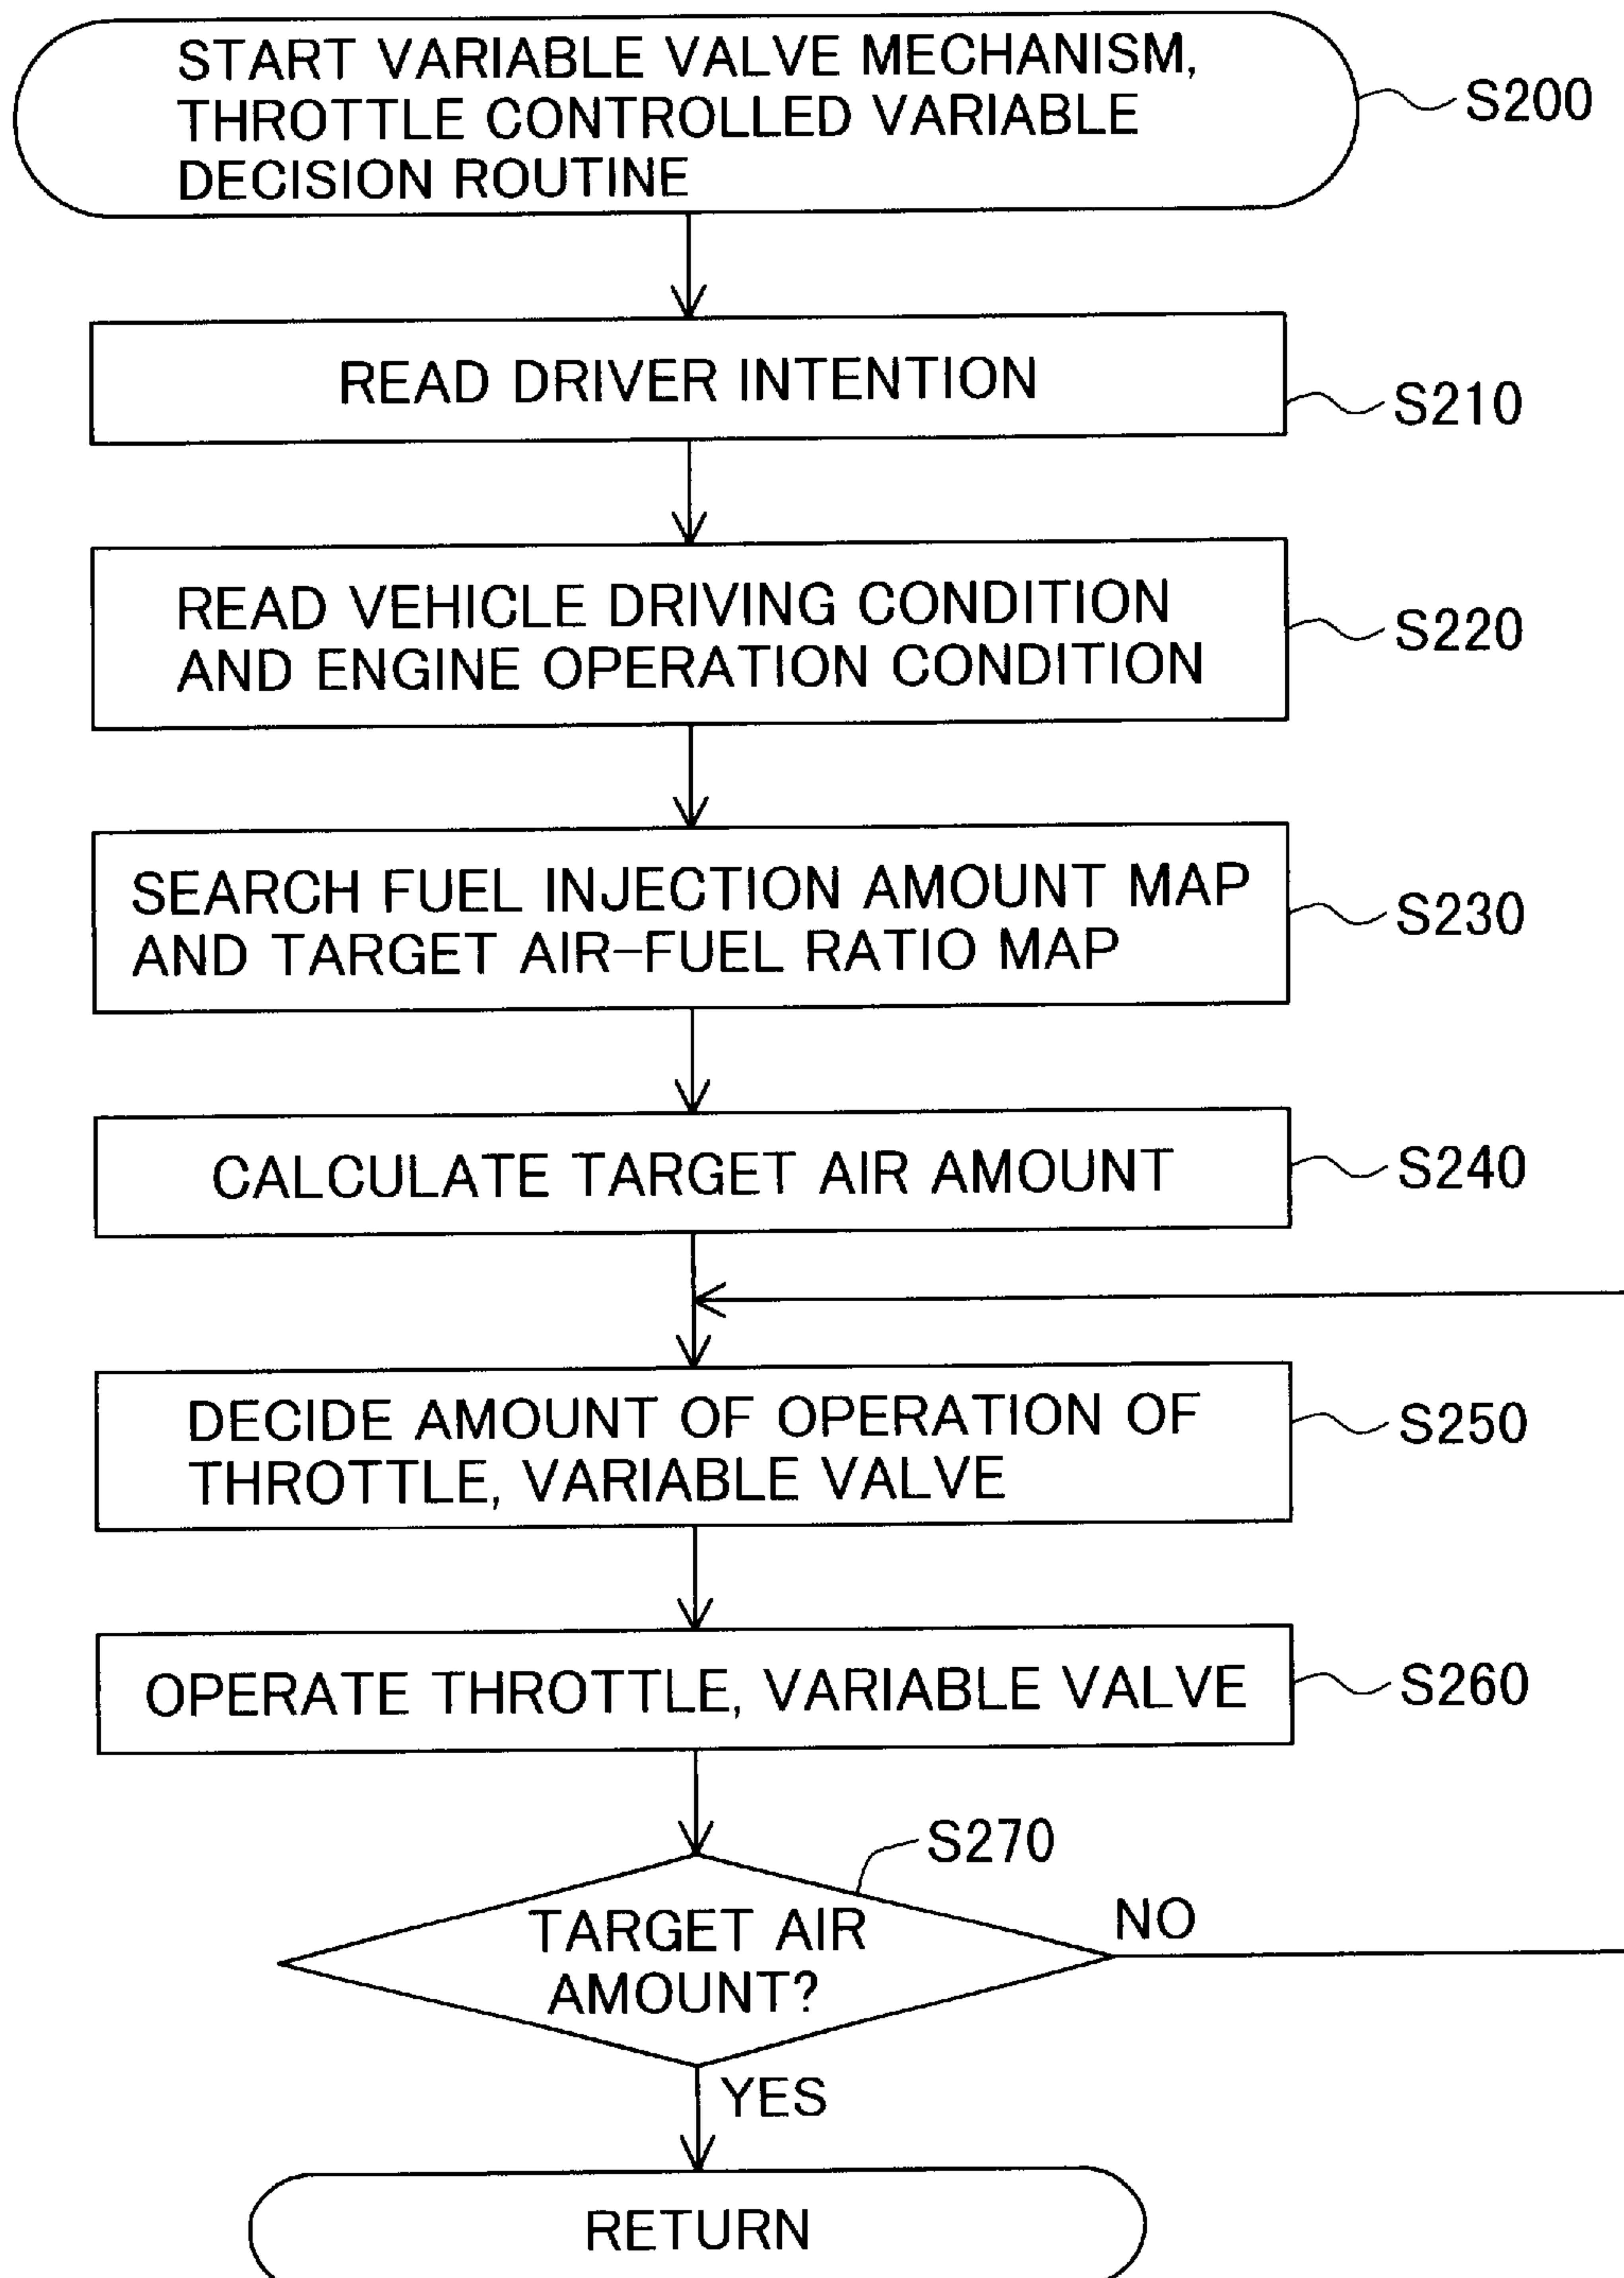 START VARIABLE VALVE MECHANISM,
THROTTLE CONTROLLED VARIABLE
DECISION ROUTINE
S200
READ DRIVER INTENTION
S210
READ VEHICLE DRIVING CONDITION
AND ENGINE OPERATION CONDITION
S220
SEARCH FUEL INJECTION AMOUNT MAP
AND TARGET AIR-FUEL RATIO MAP
S230
CALCULATE TARGET AIR AMOUNT
S240
DECIDE AMOUNT OF OPERATION OF
THROTTLE, VARIABLE VALVE
S250
OPERATE THROTTLE, VARIABLE VALVE
S260
S270
TARGET AIR
AMOUNT?
NO
YES
RETURN